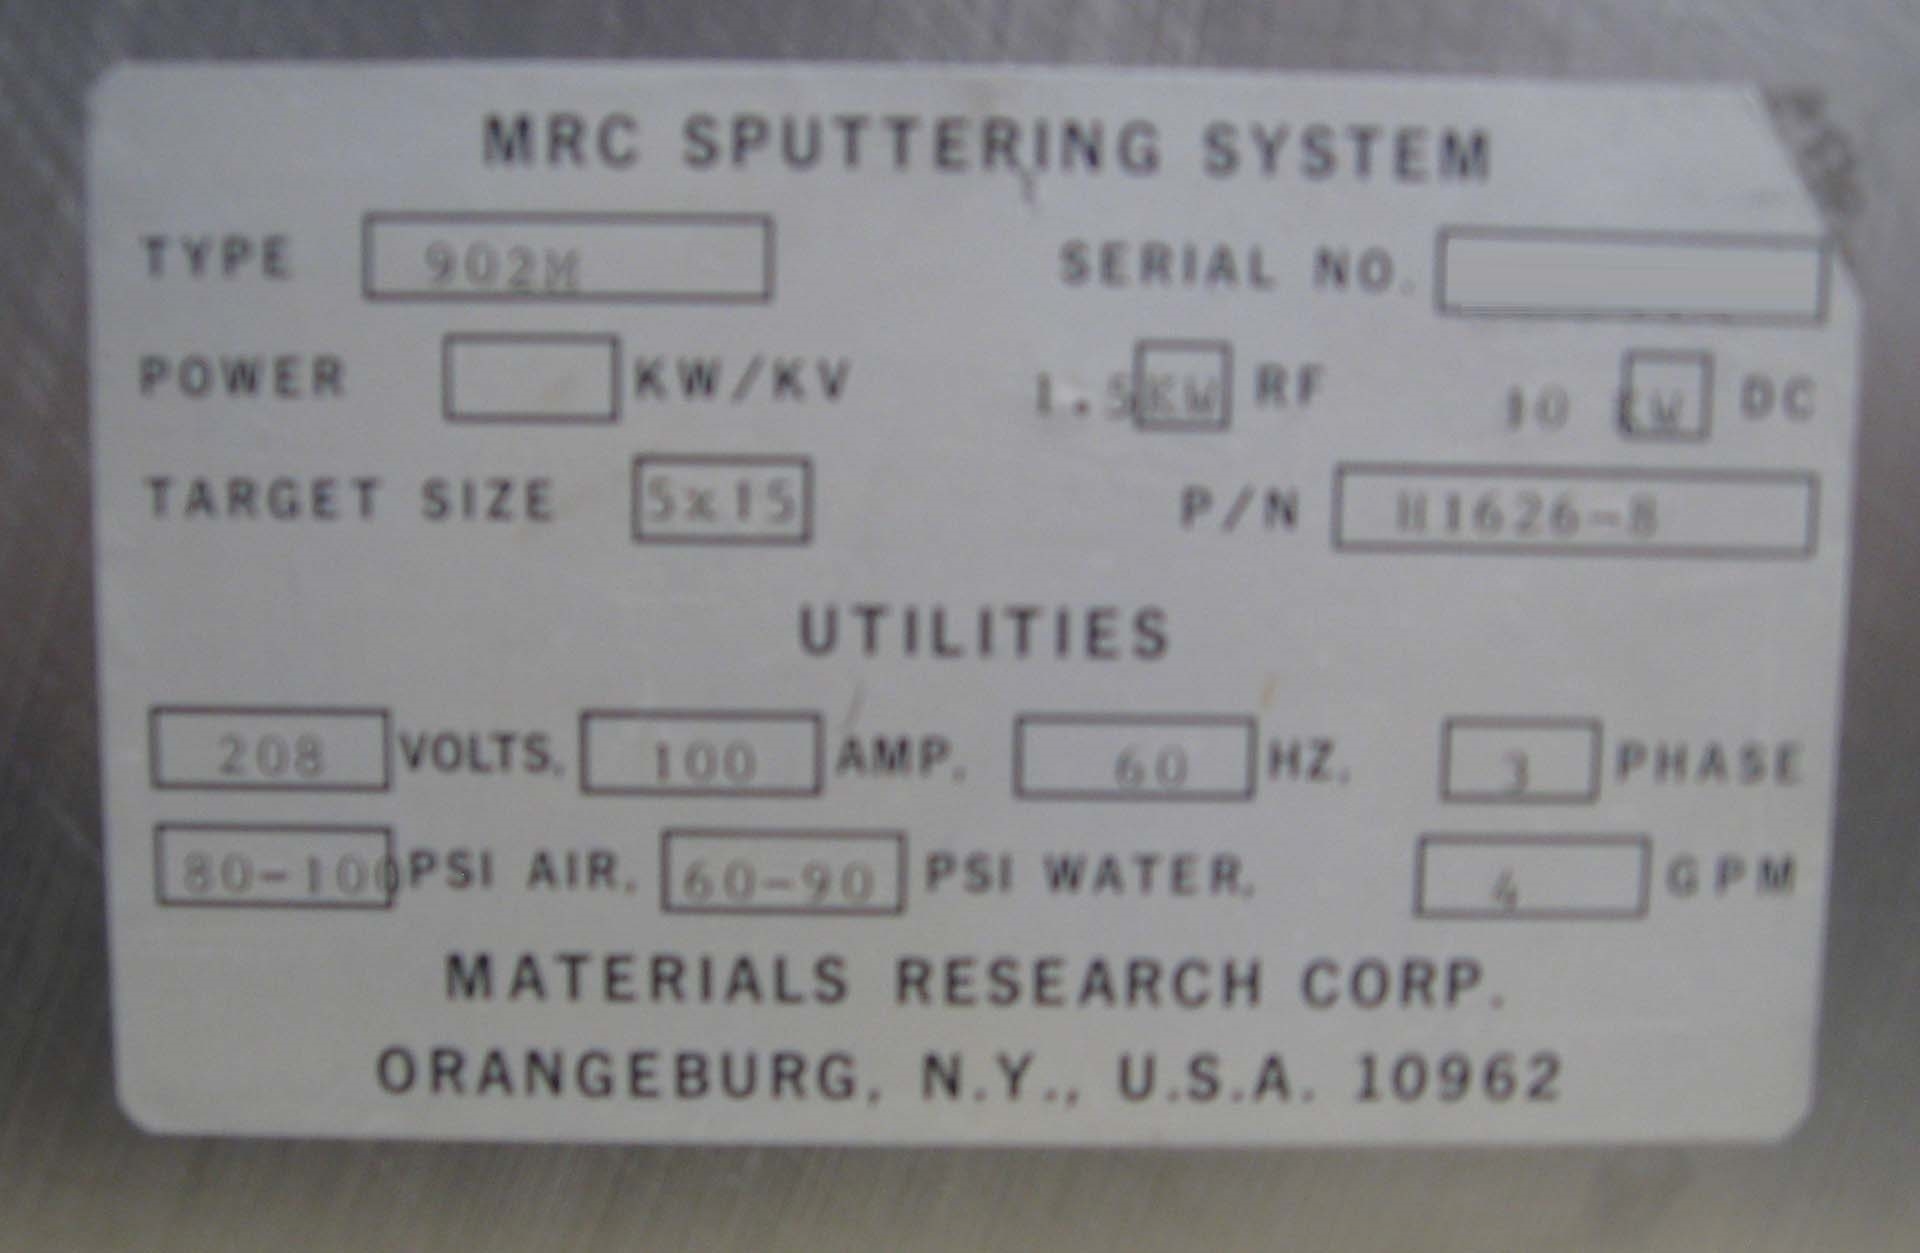 MRC SPUTTERING SYSTEM
TYPE 902M SERIAL NO.
POWER KW/KV 1.5KW RF 10 KW DC
TARGET SIZE 5x15 P/N H1626-8
UTILITIES
208 VOLTS. 100 AMP. 60 HZ. 3 PHASE
80-100 PSI AIR. 60-90 PSI WATER. 4 GPM
MATERIALS RESEARCH CORP.
ORANGEBURG, N.Y., U.S.A. 10962